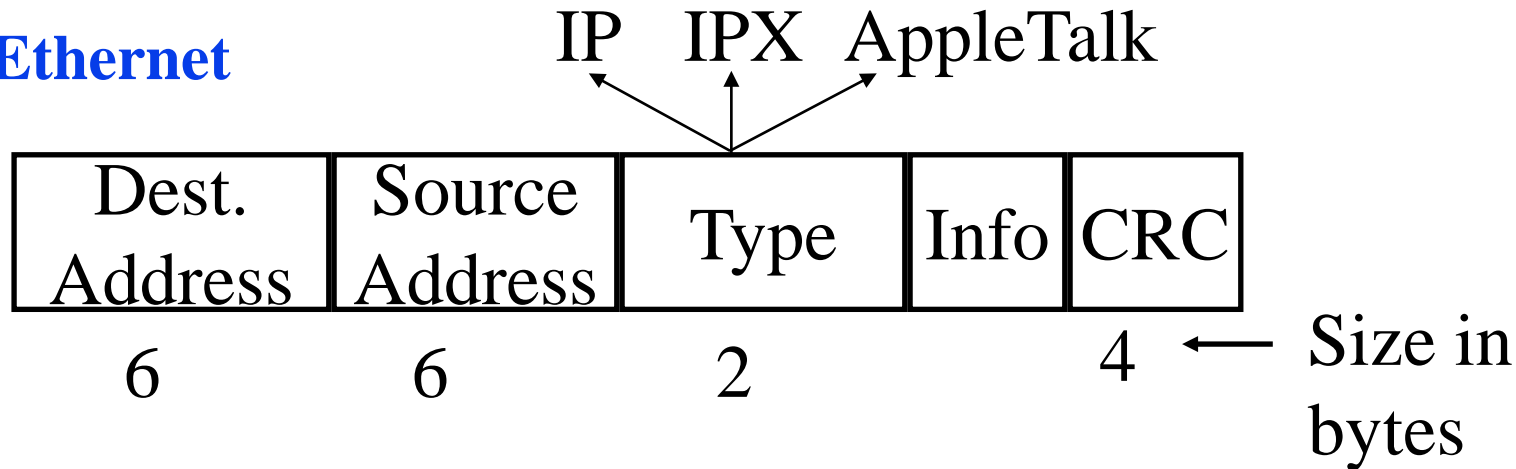 Ethernet
IP IPX AppleTalk
Dest.
Address
Source
Address
Type
Info
CRC
6 6 2 4
Size in
bytes